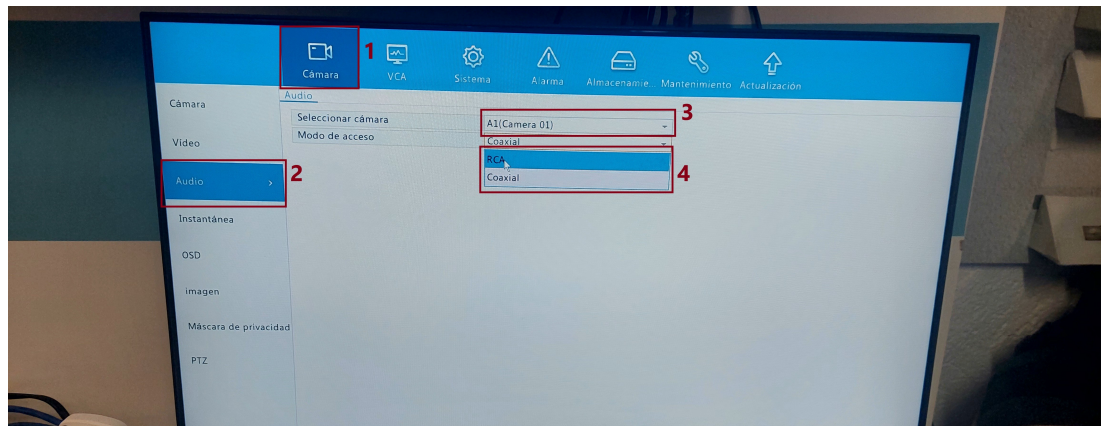 Cámara
1
VCA
Sistema
Alarma
Almacenamie...
Mantenimiento
Actualización
Cámara
Video
Audio >
2
Instantánea
OSD
imagen
Máscara de privacidad
PTZ
Audio
Seleccionar cámara
A1(Camera 01)
3
Modo de acceso
Coaxial
RCA
Coaxial
4